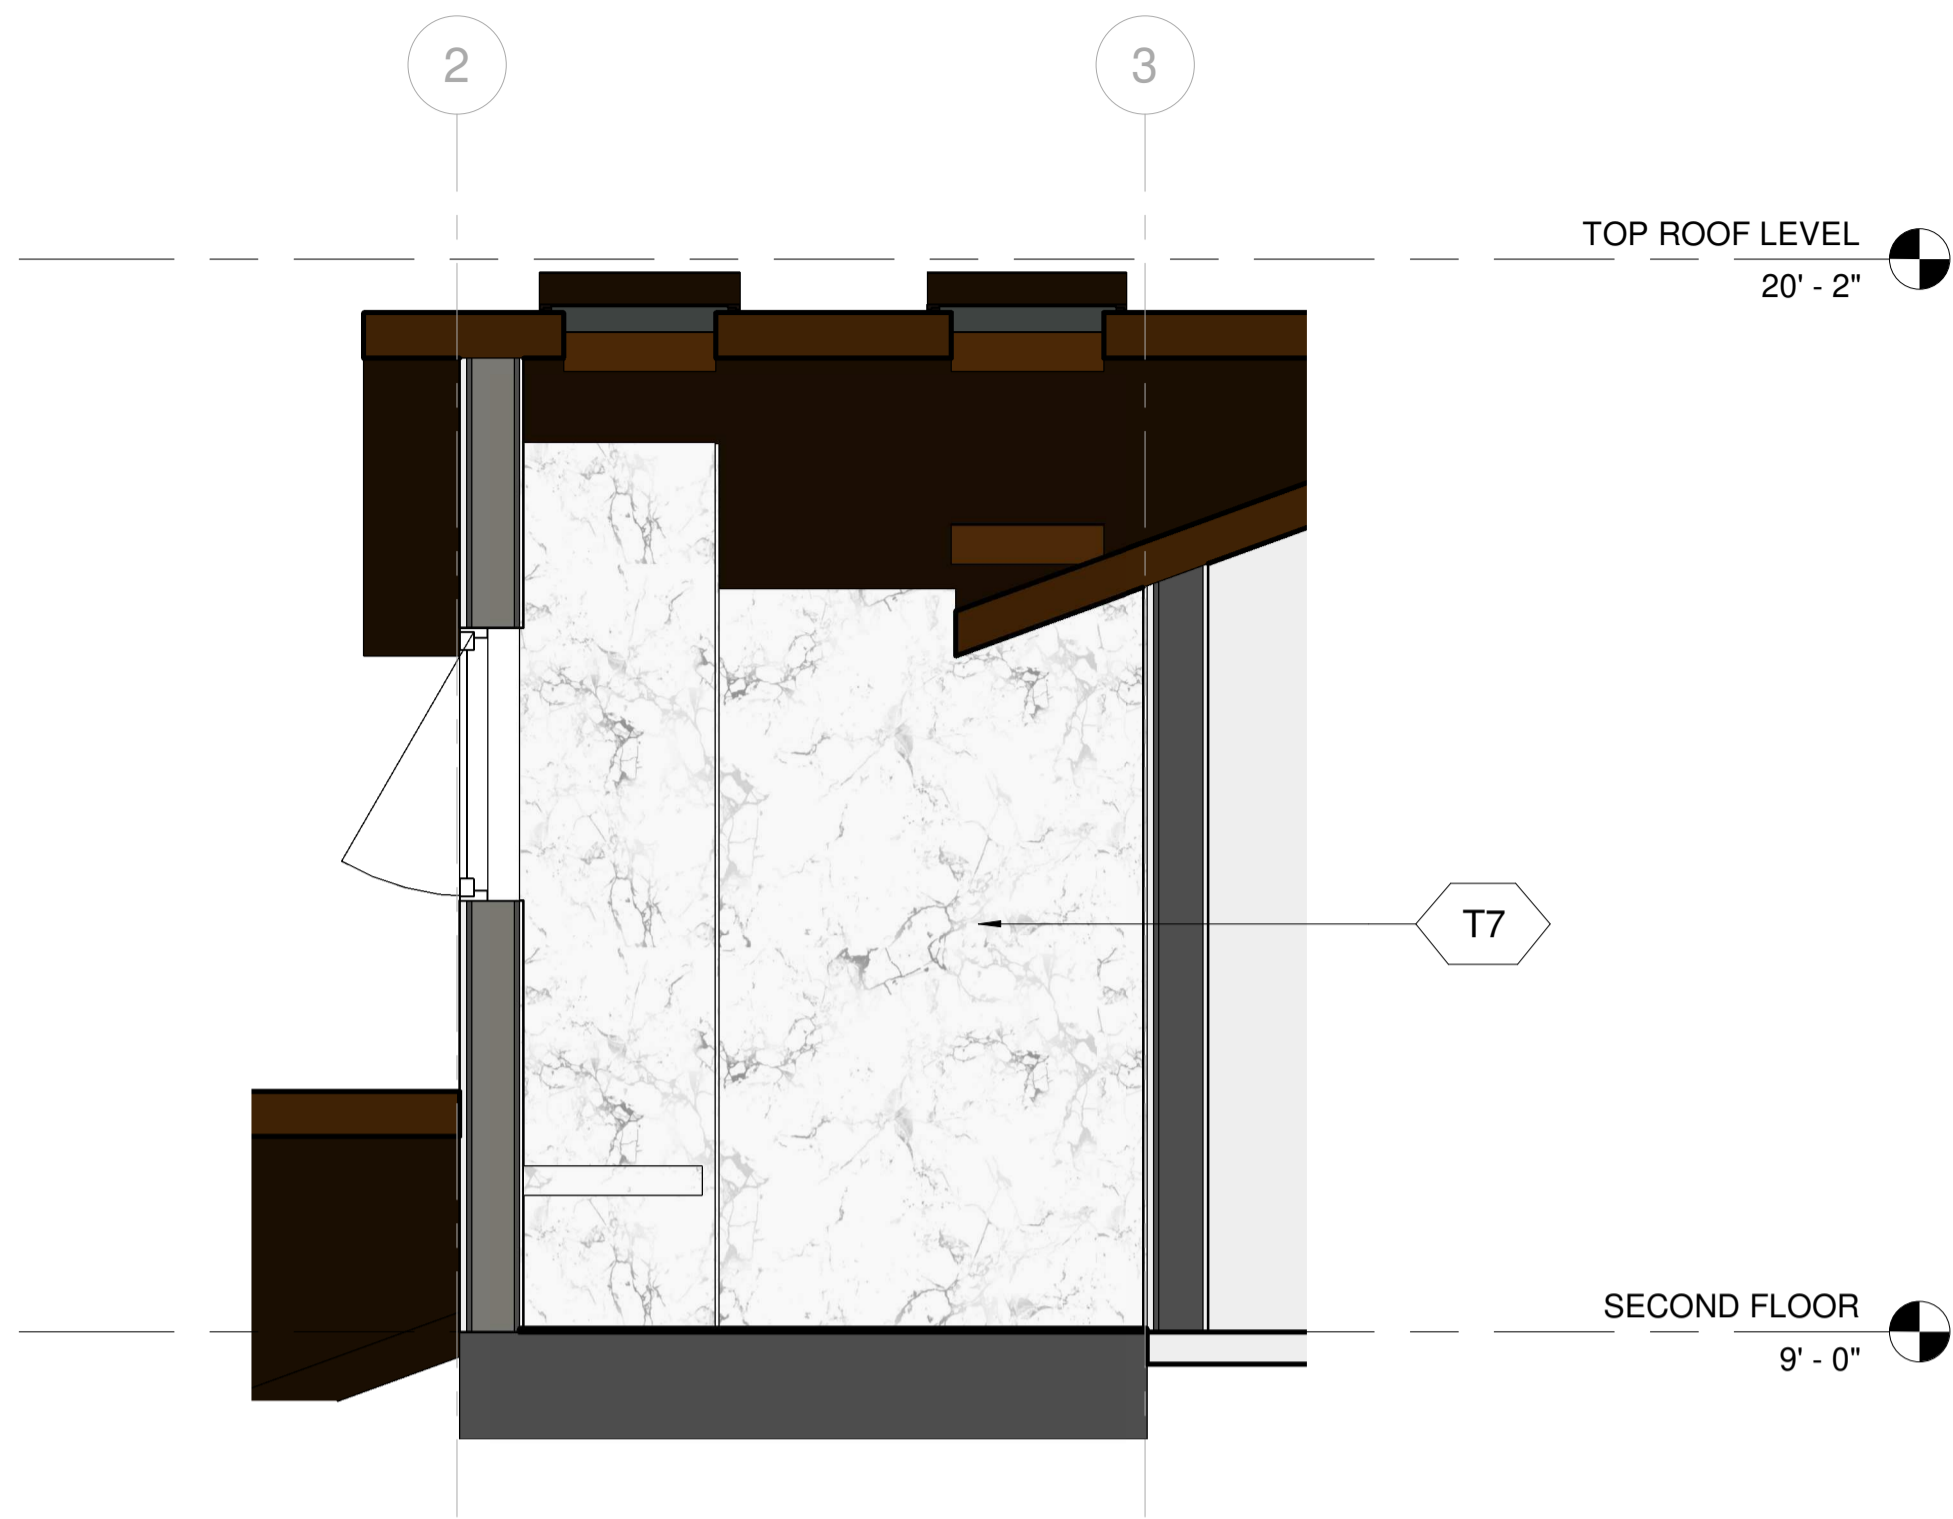 2
3
TOP ROOF LEVEL
20' - 2"
T7
SECOND FLOOR
9' - 0"